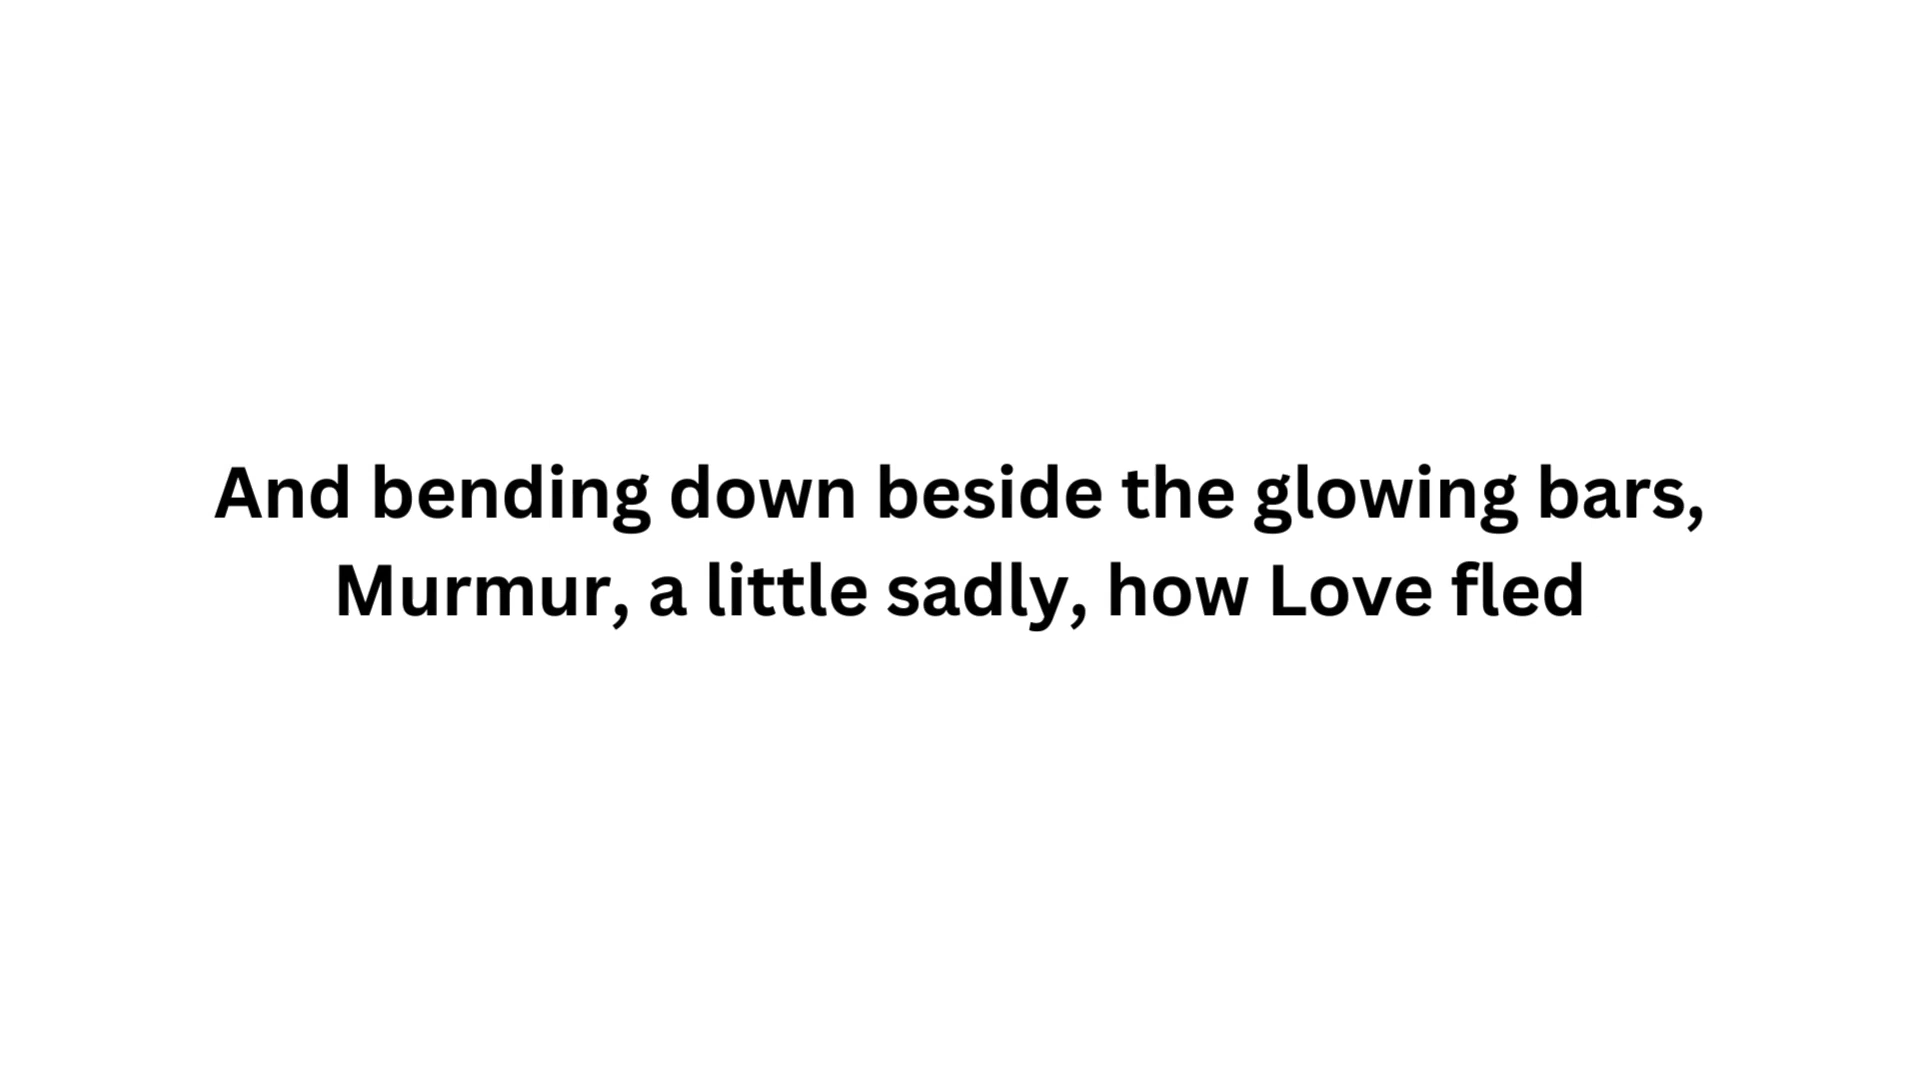 And bending down beside the glowing bars,
Murmur, a little sadly, how Love fled